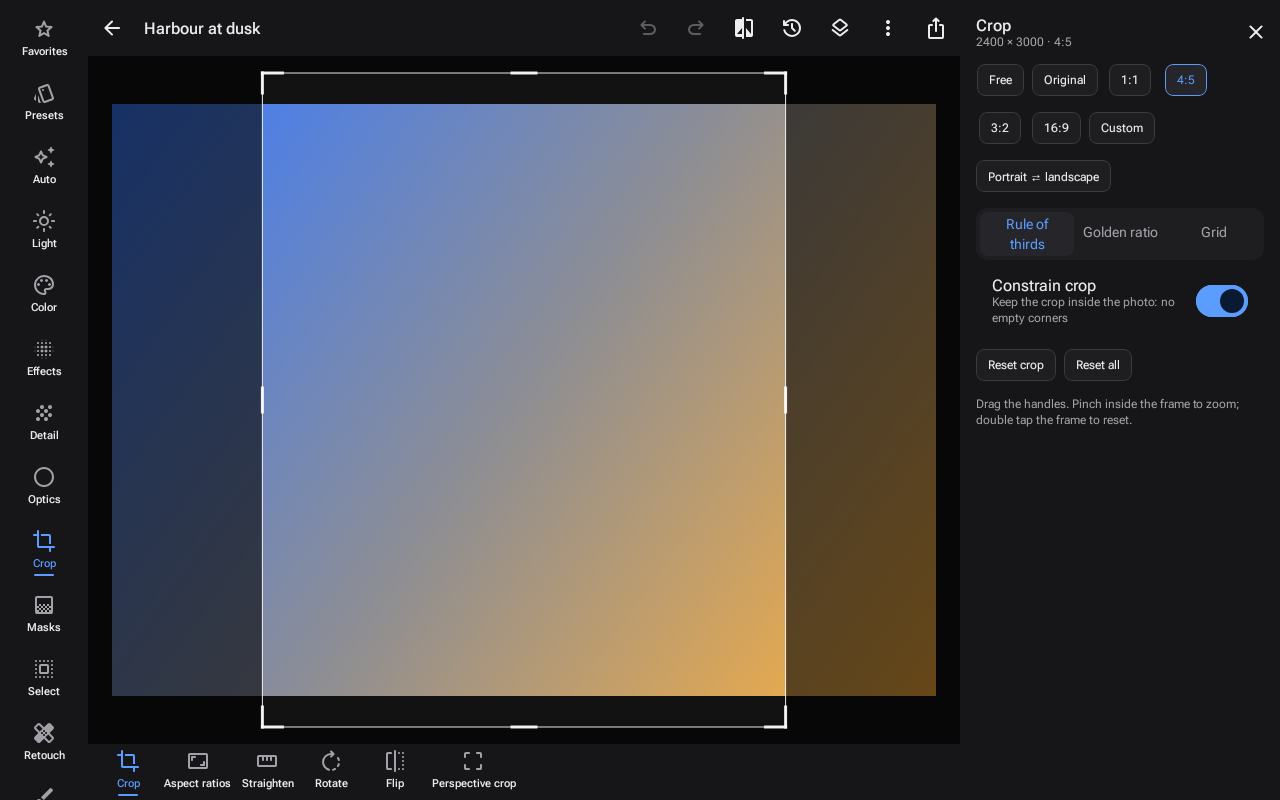 Favorites
Presets
Auto
Light
Color
Effects
Detail
Optics
Crop
Masks
Select
Retouch
Harbour at dusk
Crop
Aspect ratios
Straighten
Rotate
Flip
Perspective crop
Crop
2400 × 3000 · 4:5
Free
Original
1:1
4:5
3:2
16:9
Custom
Portrait ⇄ landscape
Rule of
thirds
Golden ratio
Grid
Constrain crop
Keep the crop inside the photo: no
empty corners
Reset crop
Reset all
Drag the handles. Pinch inside the frame to zoom;
double tap the frame to reset.